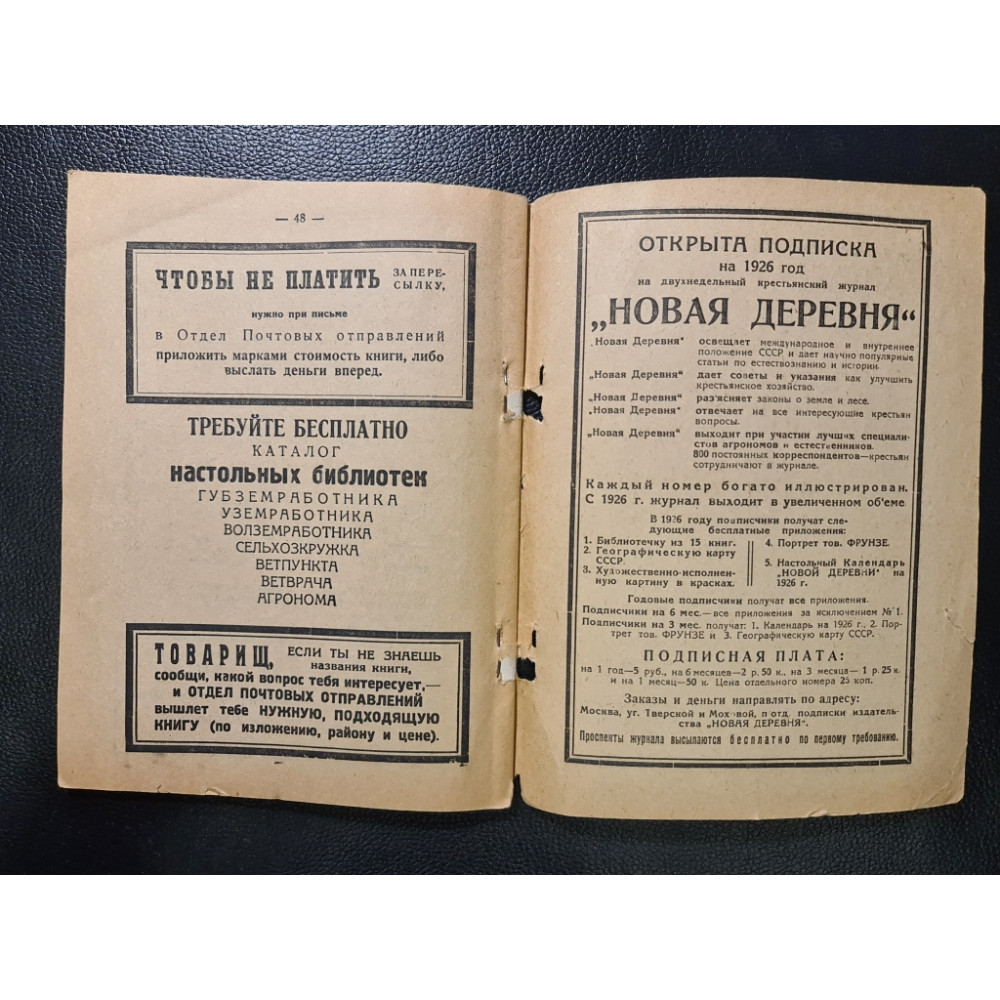 — 48 —
ЧТОБЫ НЕ ПЛАТИТЬ ЗА ПЕРЕ-
СЫЛКУ,
нужно при письме
в Отдел Почтовых отправлений
приложить марками стоимость книги, либо
выслать деньги вперед.
ТРЕБУЙТЕ БЕСПЛАТНО
КАТАЛОГ
настольных библиотек
ГУБЗЕМРАБОТНИКА
УЗЕМРАБОТНИКА
ВОЛЗЕМРАБОТНИКА
СЕЛЬХОЗКРУЖКА
ВЕТПУНКТА
ВЕТВРАЧА
АГРОНОМА
ТОВАРИЩ, ЕСЛИ ТЫ НЕ ЗНАЕШЬ
названия книги,
сообщи, какой вопрос тебя интересует,—
— и ОТДЕЛ ПОЧТОВЫХ ОТПРАВЛЕНИЙ
вышлет тебе НУЖНУЮ, ПОДХОДЯЩУЮ
КНИГУ (по изложению, району и цене).
ОТКРЫТА ПОДПИСКА
на 1926 год
на двухнедельный крестьянский журнал
„НОВАЯ ДЕРЕВНЯ“
„Новая Деревня“ освещает международное и внутреннее
положение СССР и дает научно популярные
статьи по естествознанию и истории.
„Новая Деревня“ дает советы и указания как улучшить
крестьянское хозяйство.
„Новая Деревня“ раз'ясняет законы о земле и лесе.
„Новая Деревня“ отвечает на все интересующие крестьян
вопросы.
„Новая Деревня“ выходит при участии лучших специали-
стов агрономов и естественников.
800 постоянных корреспондентов—крестьян
сотрудничают в журнале.
Каждый номер богато иллюстрирован.
С 1926 г. журнал выходит в увеличенном об'еме.
В 1926 году подписчики получат сле-
дующие бесплатные приложения:
1. Библиотечку из 15 книг.
2. Географическую карту
СССР.
3. Художественно-исполнен-
ную картину в красках.
4. Портрет тов. ФРУНЗЕ.
5. Настольный Календарь
„НОВОЙ ДЕРЕВНИ“ на
1926 г.
Годовые подписчики получат все приложения.
Подписчики на 6 мес.—все приложения за исключением № 1.
Подписчики на 3 мес. получат: 1. Календарь на 1926 г., 2. Пор-
трет тов. ФРУНЗЕ и 3. Географическую карту СССР.
ПОДПИСНАЯ ПЛАТА:
на 1 год—5 руб., на 6 месяцев—2 р. 50 к., на 3 месяца— 1 р. 25 к.
и на 1 месяц—50 к. Цена отдельного номера 25 коп.
Заказы и деньги направлять по адресу:
Москва, уг. Тверской и Моховой, п отд. подписки издатель-
ства „НОВАЯ ДЕРЕВНЯ“.
Проспекты журнала высылаются бесплатно по первому требованию.